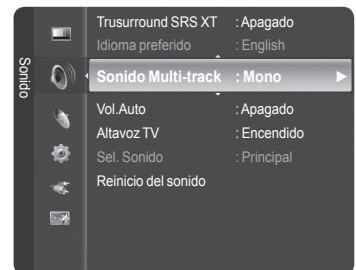 Sonido
Trusurround SRS XT : Apagado
Idioma preferido : English
Sonido Multi-track : Mono
Vol.Auto : Apagado
Altavoz TV : Encendido
Sel. Sonido : Principal
Reinicio del sonido